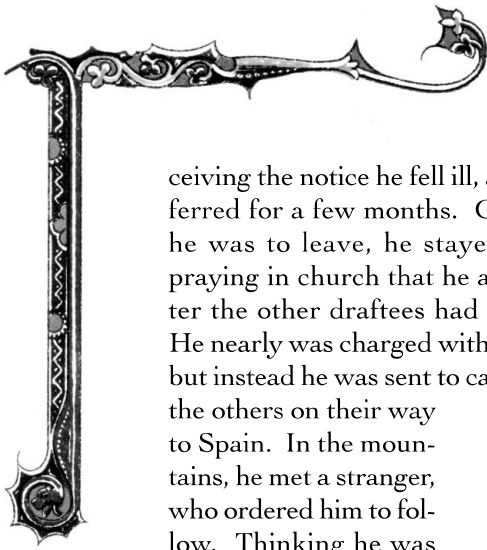 ceiving the notice he fell ill,
ferred for a few months.
he was to leave, he staye
praying in church that he a
ter the other draftees had
He nearly was charged with
but instead he was sent to ca
the others on their way
to Spain. In the moun-
tains, he met a stranger,
who ordered him to fol-
low. Thinking he was